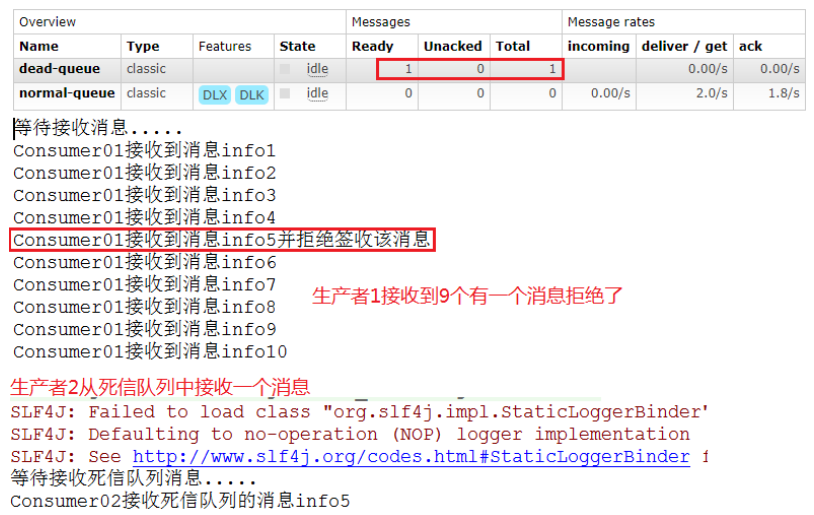 Overview Messages Message rates
Name Type Features State Ready Unacked Total incoming deliver / get ack
dead-queue classic idle 1 0 1 0.00/s 0.00/s
normal-queue classic DLX DLK idle 0 0 0 0.00/s 2.0/s 1.8/s
等待接收消息.....
Consumer01接收到消息info1
Consumer01接收到消息info2
Consumer01接收到消息info3
Consumer01接收到消息info4
Consumer01接收到消息info5并拒绝签收该消息
Consumer01接收到消息info6
Consumer01接收到消息info7
生产者1接收到9个有一个消息拒绝了
Consumer01接收到消息info8
Consumer01接收到消息info9
Consumer01接收到消息info10
生产者2从死信队列中接收一个消息
SLF4J: Failed to load class "org.slf4j.impl.StaticLoggerBinder"
SLF4J: Defaulting to no-operation (NOP) logger implementation
SLF4J: See http://www.slf4j.org/codes.html#StaticLoggerBinder f
等待接收死信队列消息.....
Consumer02接收死信队列的消息info5